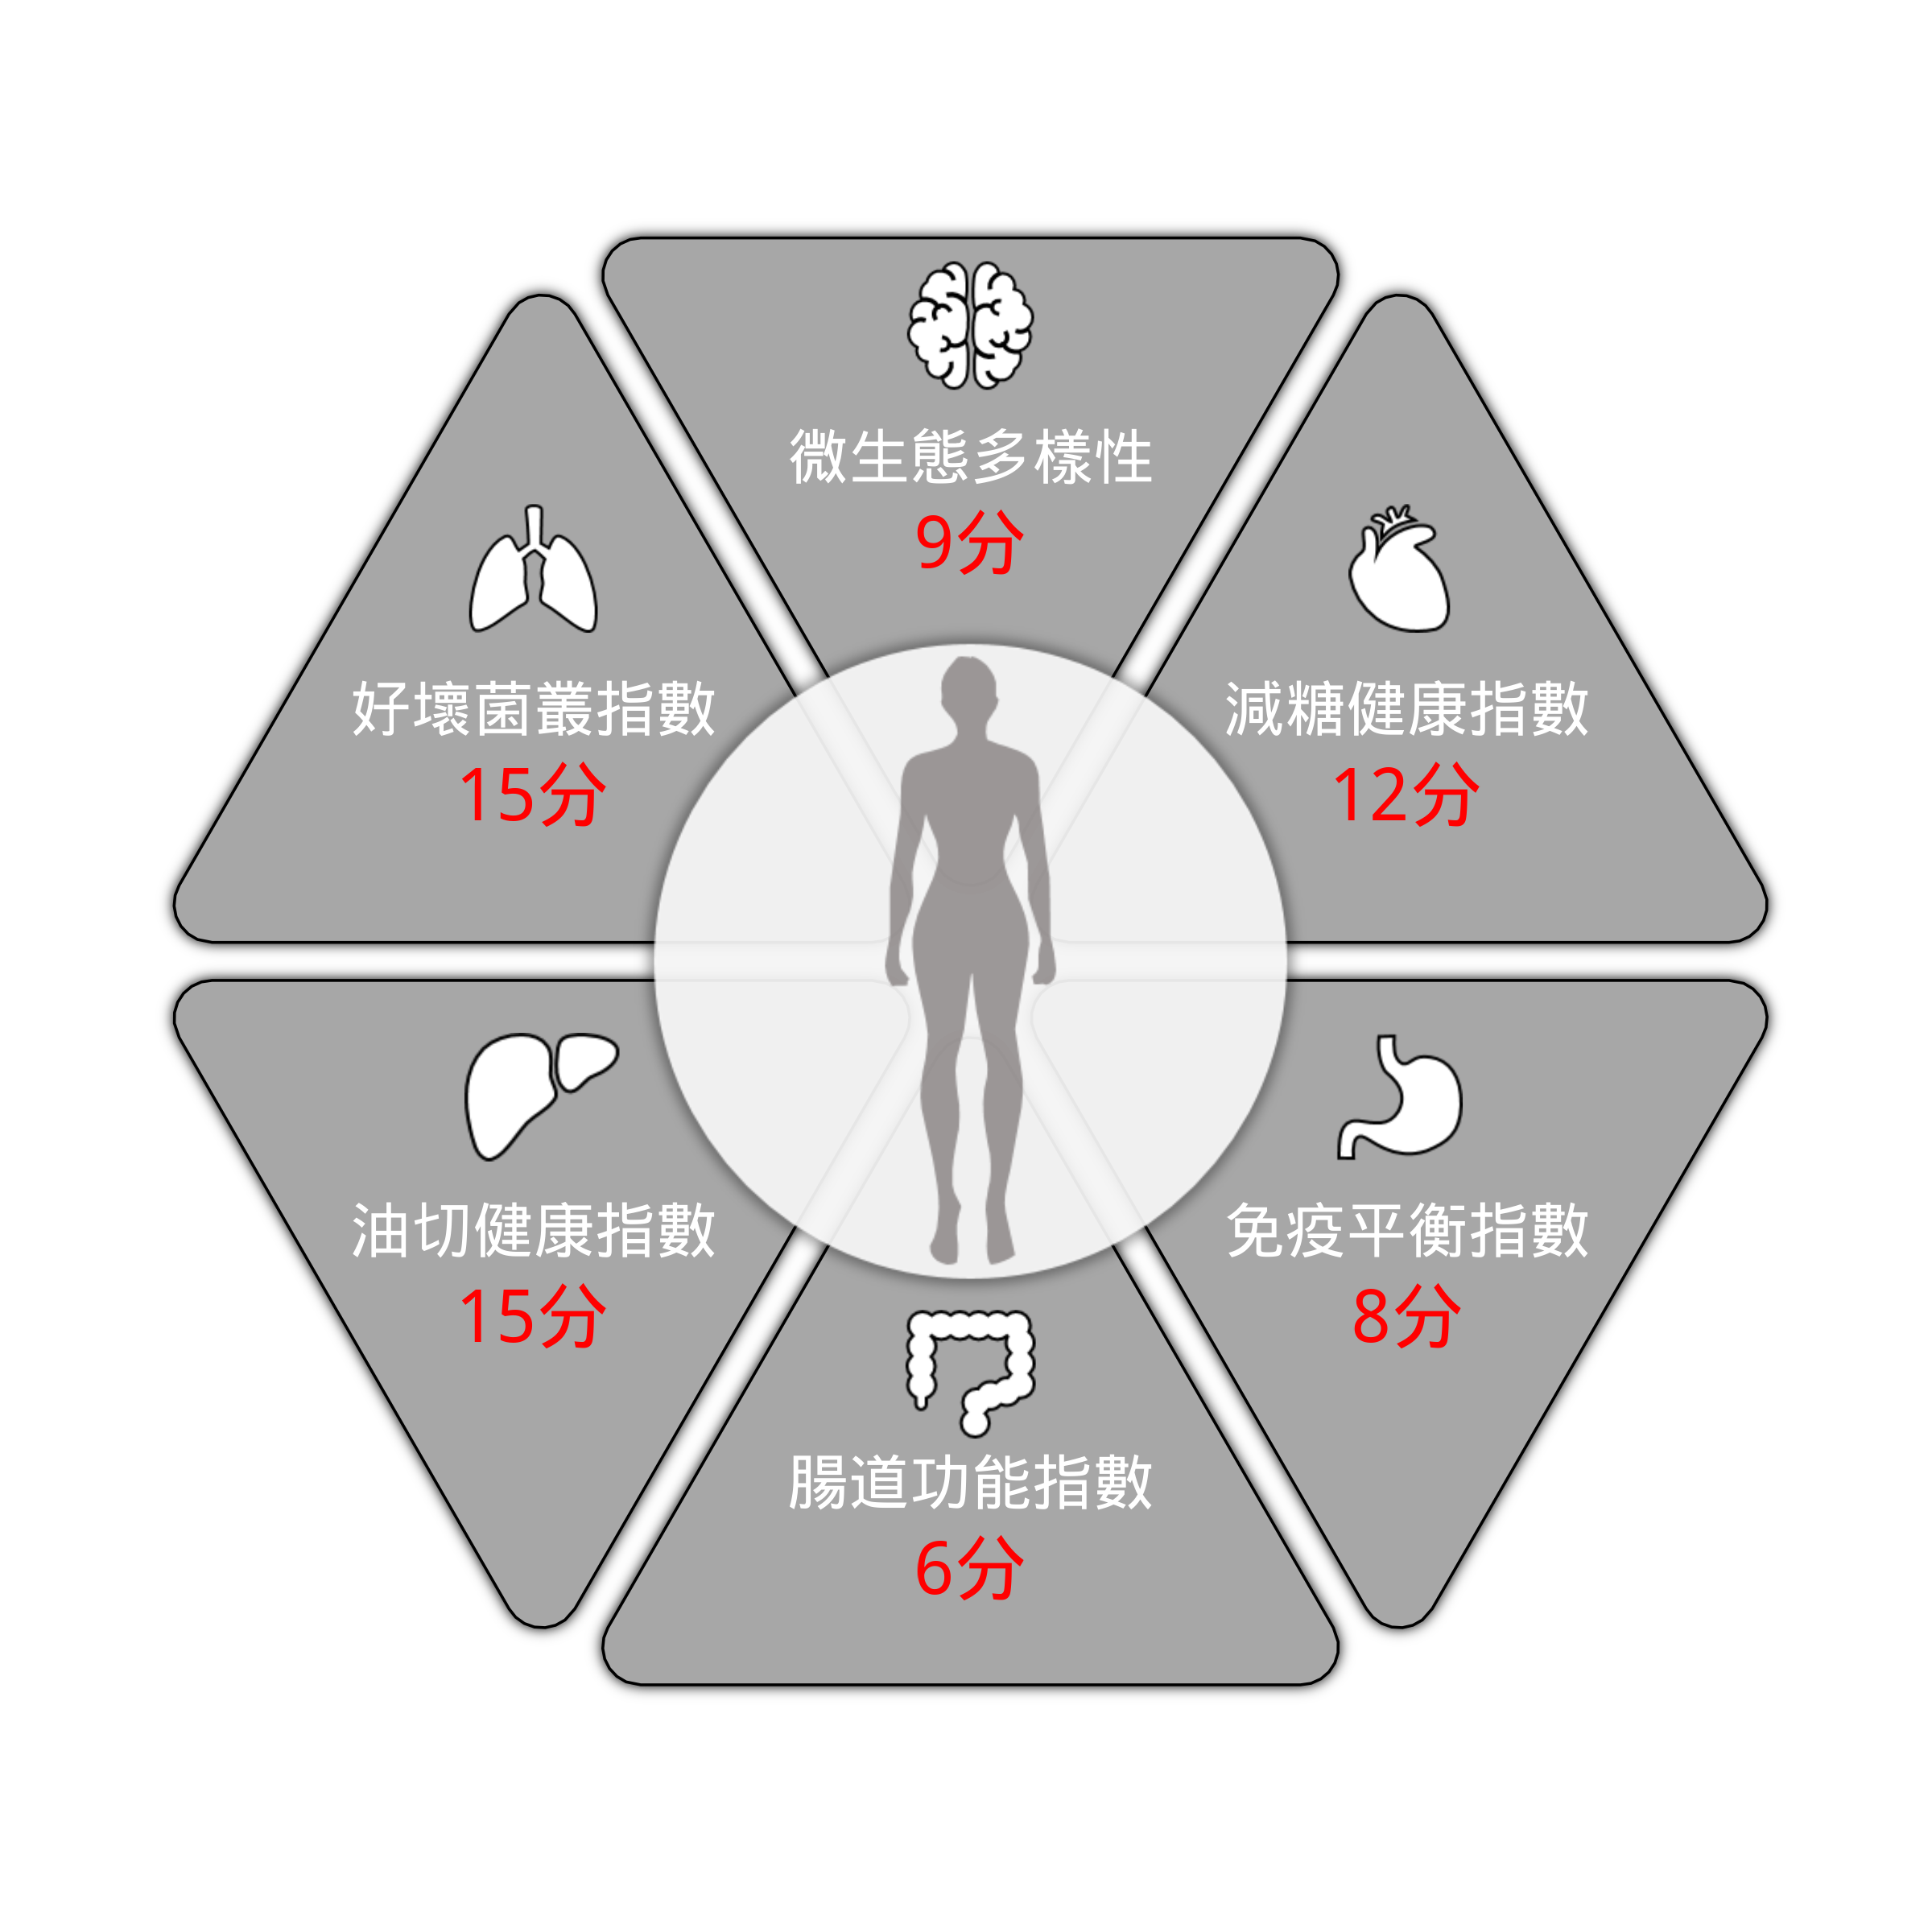 微生態多樣性
9分
好壞菌叢指數
15分
減糖健康指數
12分
油切健康指數
15分
免疫平衡指數
8分
腸道功能指數
6分